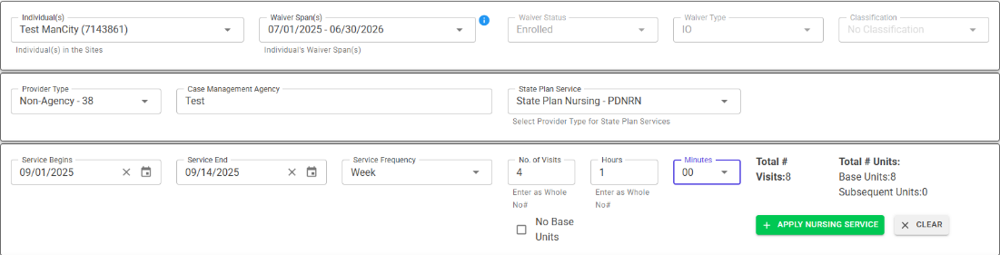 Individual(s)
Test ManCity (7143861)
Individual(s) in the Sites
Waiver Span(s)
07/01/2025 - 06/30/2026
Individual's Waiver Span(s)
Waiver Status
Enrolled
Waiver Type
IO
Classification
No Classification
Provider Type
Non-Agency - 38
Case Management Agency
Test
State Plan Service
State Plan Nursing - PDNRN
Select Provider Type for State Plan Services
Service Begins
09/01/2025
Service End
09/14/2025
Service Frequency
Week
No. of Visits
4
Enter as Whole
No#
No Base
Units
Hours
1
Enter as Whole
No#
Minutes
00
Total #
Visits:8
Total # Units:
Base Units:8
Subsequent Units:0
+ APPLY NURSING SERVICE
× CLEAR